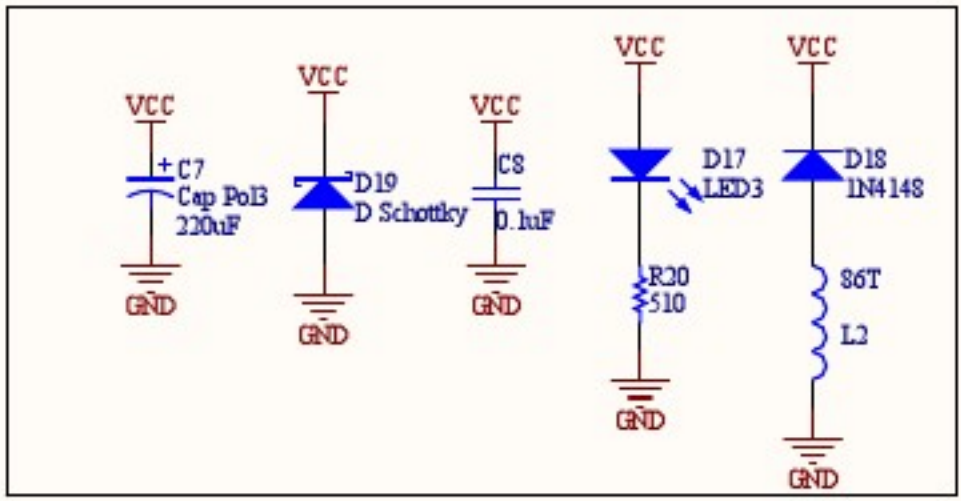 VCC
C7
Cap Pol3
220uF
GND
VCC
D19
D Schottky
GND
VCC
C8
0.1uF
GND
VCC
D17
LED3
R20
510
GND
VCC
D18
1N4148
86T
L2
GND